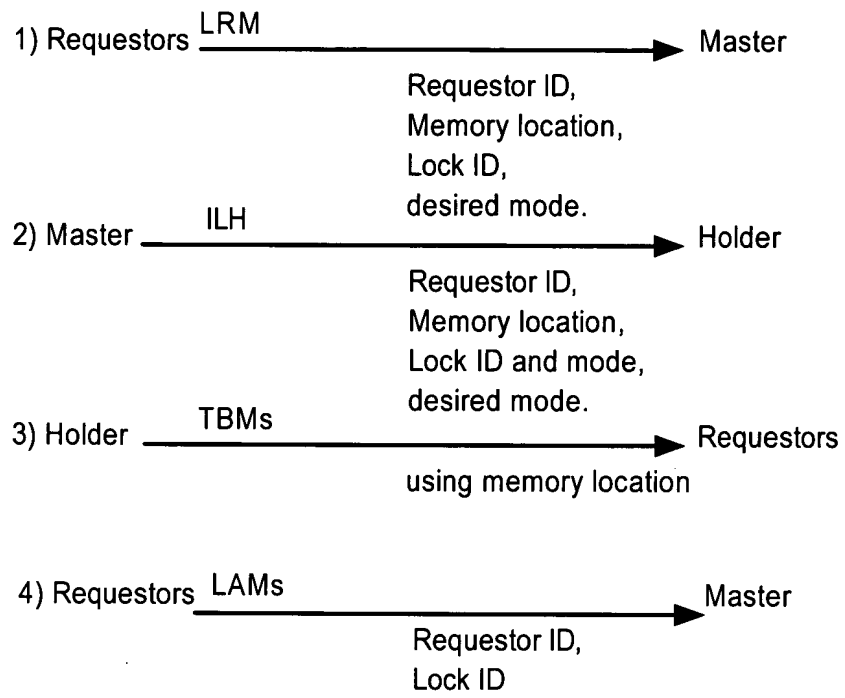 1) Requestors LRM Master
Requestor ID,
Memory location,
Lock ID,
desired mode.
2) Master ILH Holder
Requestor ID,
Memory location,
Lock ID and mode,
desired mode.
3) Holder TBMs Requestors
using memory location
4) Requestors LAMs Master
Requestor ID,
Lock ID